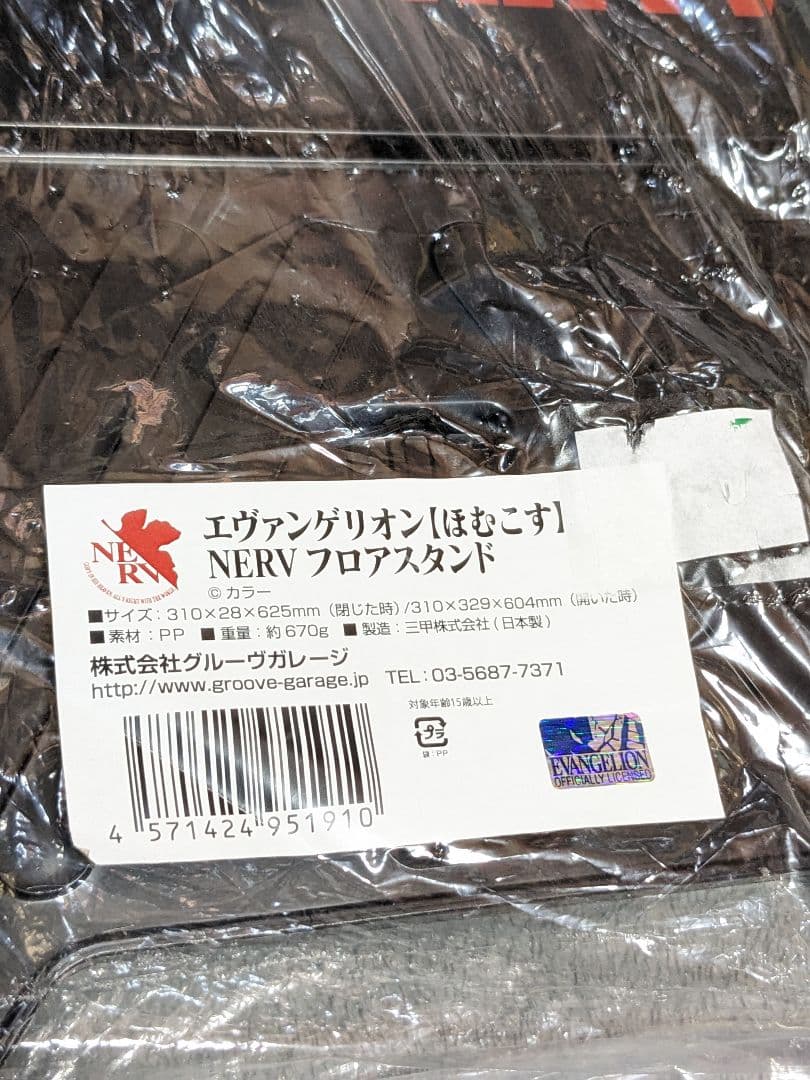 NERV
エヴァンゲリオン【ほむこす】
NERV フロアスタンド
© カラー
■サイズ：310×28×625mm（閉じた時）/310×329×604mm（開いた時）
■素材：PP ■重量：約670g ■製造：三甲株式会社(日本製)
株式会社グルーヴガレージ
http://www.groove-garage.jp TEL：03-5687-7371
対象年齢15歳以上
プラ
袋：PP
EVANGELION
OFFICIALLY LICENSED
4 571424 951910